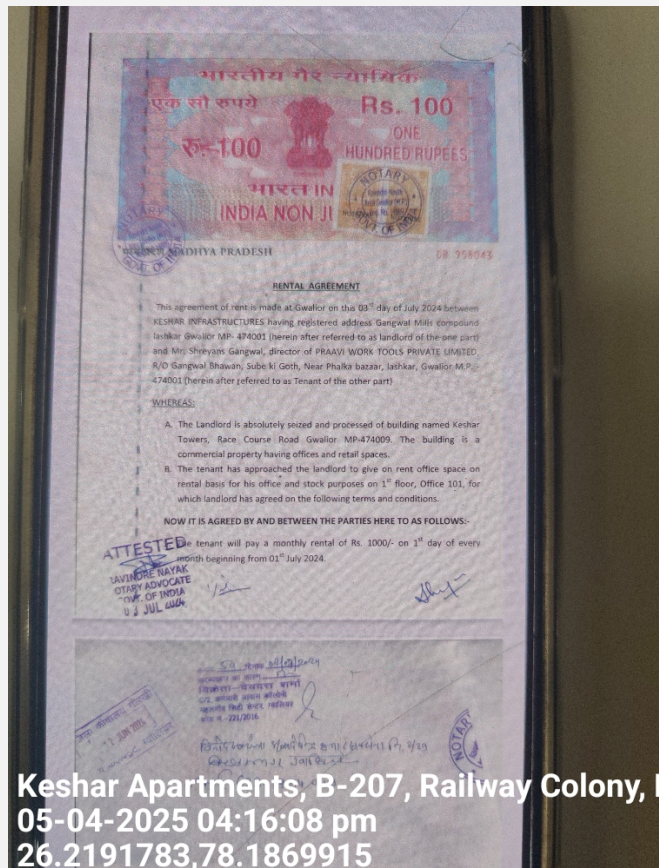 भारतीय गैर न्यायिक
एक सौ रुपये
Rs. 100
रु.100
ONE
HUNDRED RUPEES
भारत IN
INDIA NON JU
NOTARY
GOVT. OF INDIA
NOTARY
GOVT. OF INDIA
MADHYA PRADESH
RENTAL AGREEMENT
This agreement of rent is made at Gwalior on the 03rd day of July 2024 between
KESHAR INFRASTRUCTURES having registered address Gangwal Mills compound
lashkar Gwalior MP- 474001 (herein after referred to as landlord of the one part)
and Mr. Shreyans Gangwal, director of PRAAVI WORK TOOLS PRIVATE LIMITED,
R/O Gangwal Bhawan, Sube ki Goth, Near Phalka bazaar, lashkar, Gwalior M.P.-
474001 (herein after referred to as Tenant of the other part)
WHEREAS:
A. The Landlord is absolutely seized and processed of building named Keshar
Towers, Race Course Road Gwalior MP-474009. The building is a
commercial property having offices and retail spaces.
B. The tenant has approached the landlord to give on rent office space on
rental basis for his office and stock purposes on 1st floor, Office 101, for
which landlord has agreed on the following terms and conditions.
NOW IT IS AGREED BY AND BETWEEN THE PARTIES HERE TO AS FOLLOWS:-
tenant will pay a monthly rental of Rs. 1000/- on 1st day of every
month beginning from 01st July 2024.
ATTESTED
RAVINDRE NAYAK
OTARY ADVOCATE
GOVT. OF INDIA
03 JUL
NOTARY
Keshar Apartments, B-207, Railway Colony,
05-04-2025 04:16:08 pm
26.2191783,78.1869915